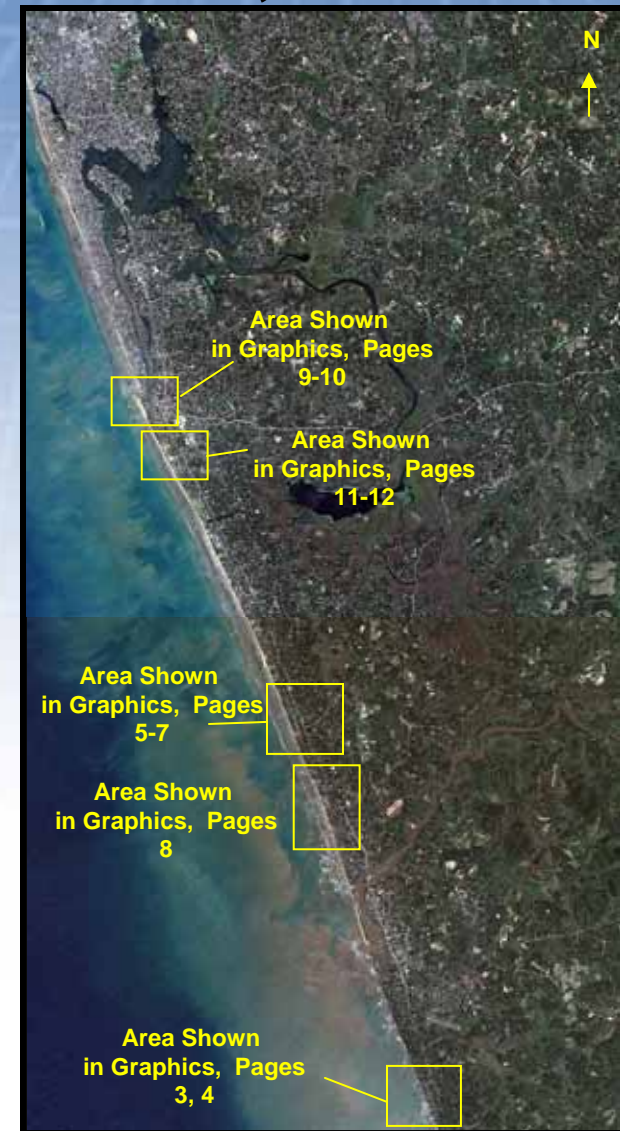 N
Area Shown
in Graphics, Pages
9-10
Area Shown
in Graphics, Pages
11-12
Area Shown
in Graphics, Pages
5-7
Area Shown
in Graphics, Pages
8
Area Shown
in Graphics, Pages
3, 4